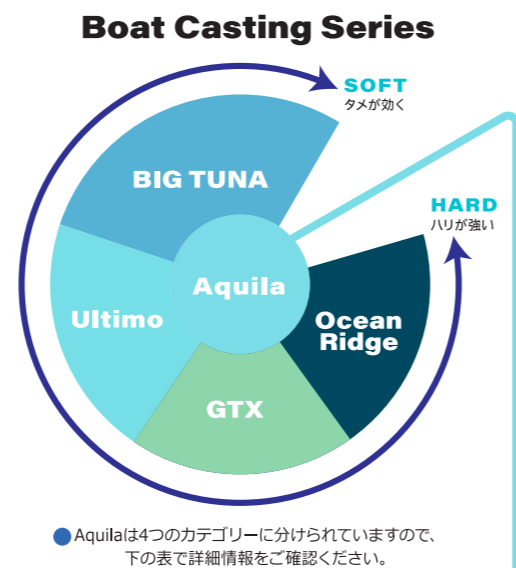 Boat Casting Series
SOFT
タメが効く
BIG TUNA
HARD
ハリが強い
Aquila
Ultimo
Ocean
Ridge
GTX
Aquilaは4つのカテゴリーに分けられていますので、
下の表で詳細情報をご確認ください。